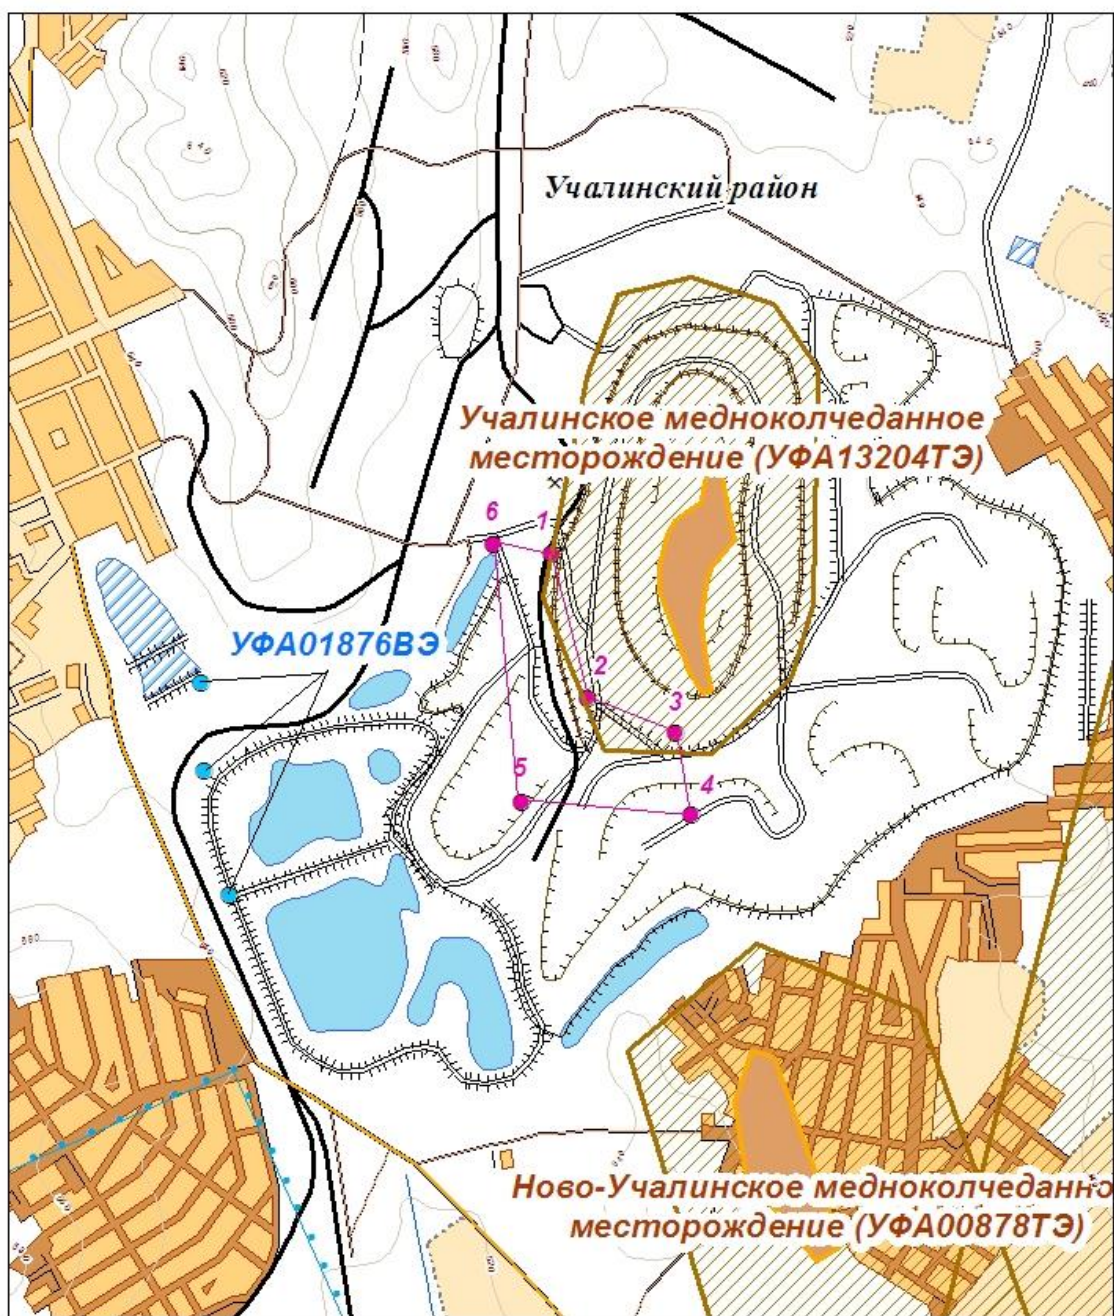 Учалинский район
Учалинское медноколчеданное
месторождение (УФА13204ТЭ)
6
1
УФА01876ВЭ
2
3
5
4
Ново-Учалинское медноколчеданно
месторождение (УФА00878ТЭ)